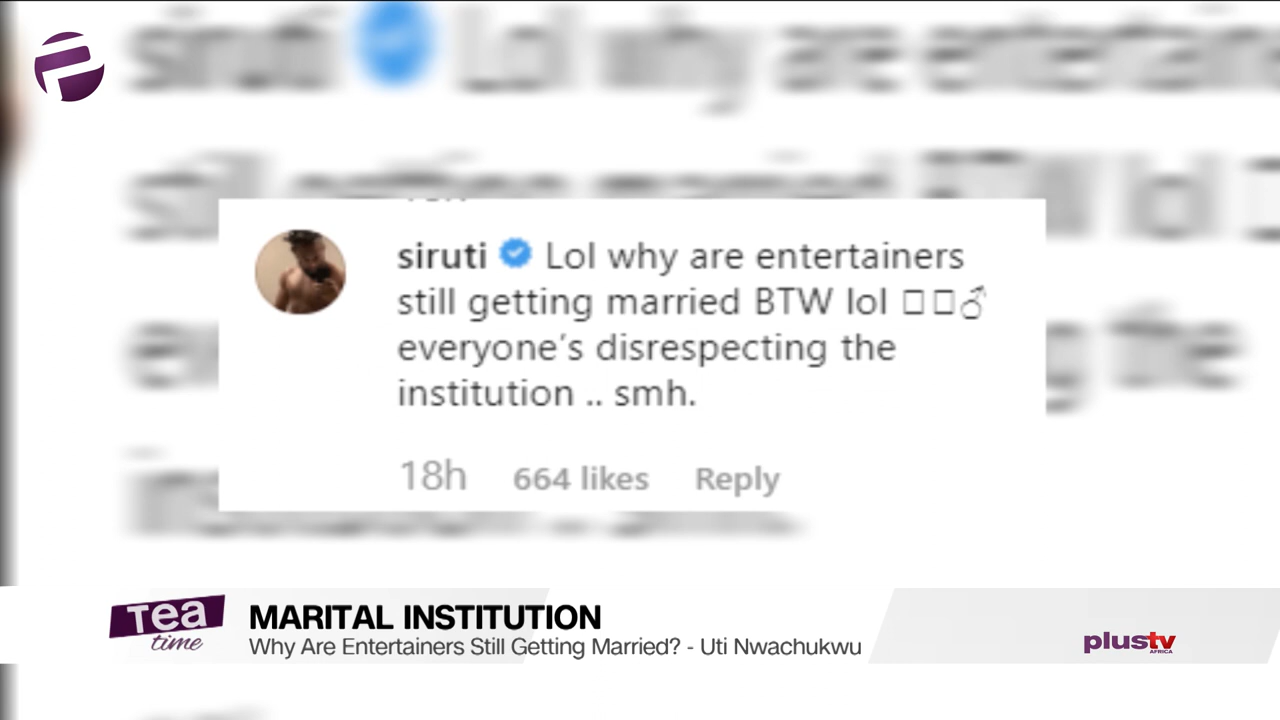 siruti Lol why are entertainers
still getting married BTW lol □□♂
everyone's disrespecting the
institution .. smh.
18h 664 likes Reply
Tea
time
MARITAL INSTITUTION
Why Are Entertainers Still Getting Married? - Uti Nwachukwu
plustv
AFRICA